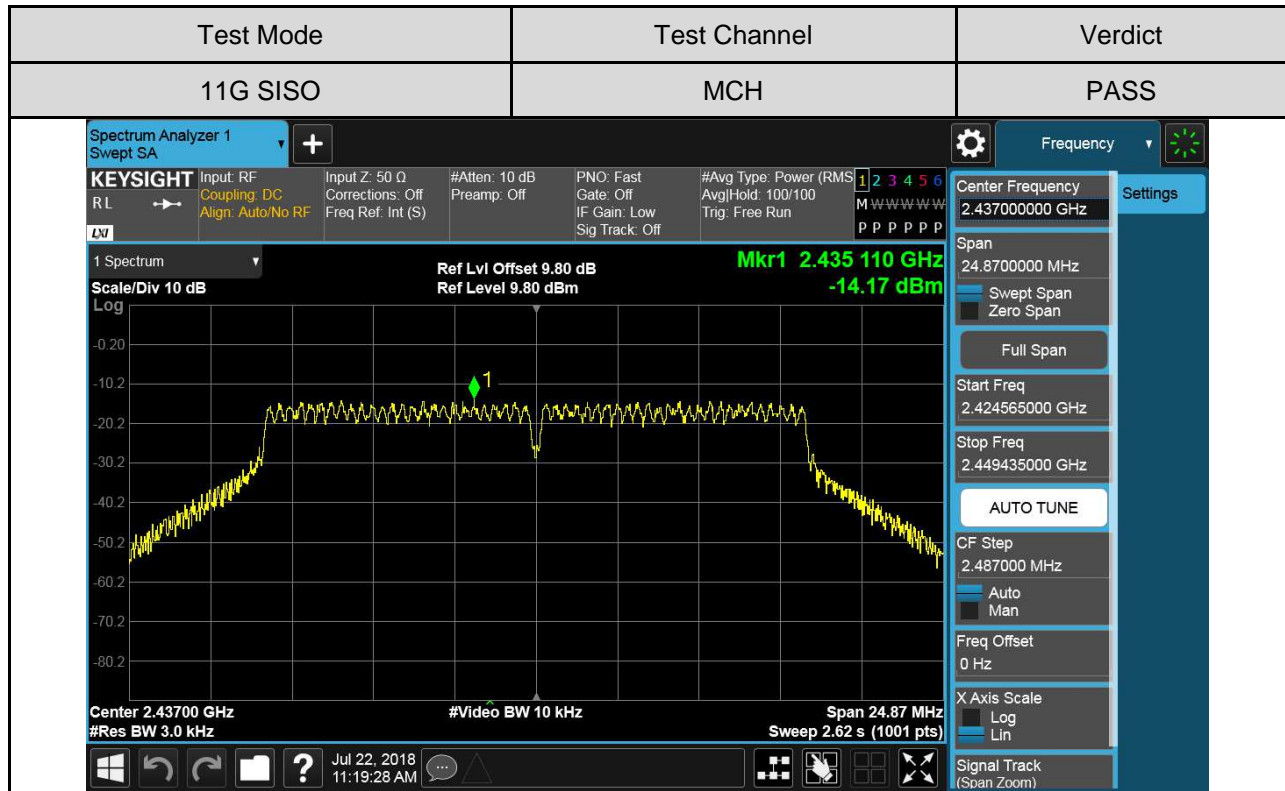 Test Mode Test Channel Verdict
11G SISO MCH PASS
Spectrum Analyzer 1
Swept SA
+
Frequency
KEYSIGHT Input: RF Input Z: 50 Ω #Atten: 10 dB PNO: Fast #Avg Type: Power (RMS 1 2 3 4 5 6
RL Coupling: DC Corrections: Off Preamp: Off Gate: Off Avg|Hold: 100/100 M W W W W W
Align: Auto/No RF Freq Ref: Int (S) IF Gain: Low Trig: Free Run
LXI Sig Track: Off P P P P P P
1 Spectrum
Scale/Div 10 dB
Ref Lvl Offset 9.80 dB
Ref Level 9.80 dBm
Mkr1 2.435 110 GHz
-14.17 dBm
Log
-0.20
-10.2
1
-20.2
-30.2
-40.2
-50.2
-60.2
-70.2
-80.2
Center 2.43700 GHz #Video BW 10 kHz Span 24.87 MHz
#Res BW 3.0 kHz Sweep 2.62 s (1001 pts)
Settings
Center Frequency
2.437000000 GHz
Span
24.8700000 MHz
Swept Span
Zero Span
Full Span
Start Freq
2.424565000 GHz
Stop Freq
2.449435000 GHz
AUTO TUNE
CF Step
2.487000 MHz
Auto
Man
Freq Offset
0 Hz
X Axis Scale
Log
Lin
Signal Track
(Span Zoom)
?
Jul 22, 2018
11:19:28 AM